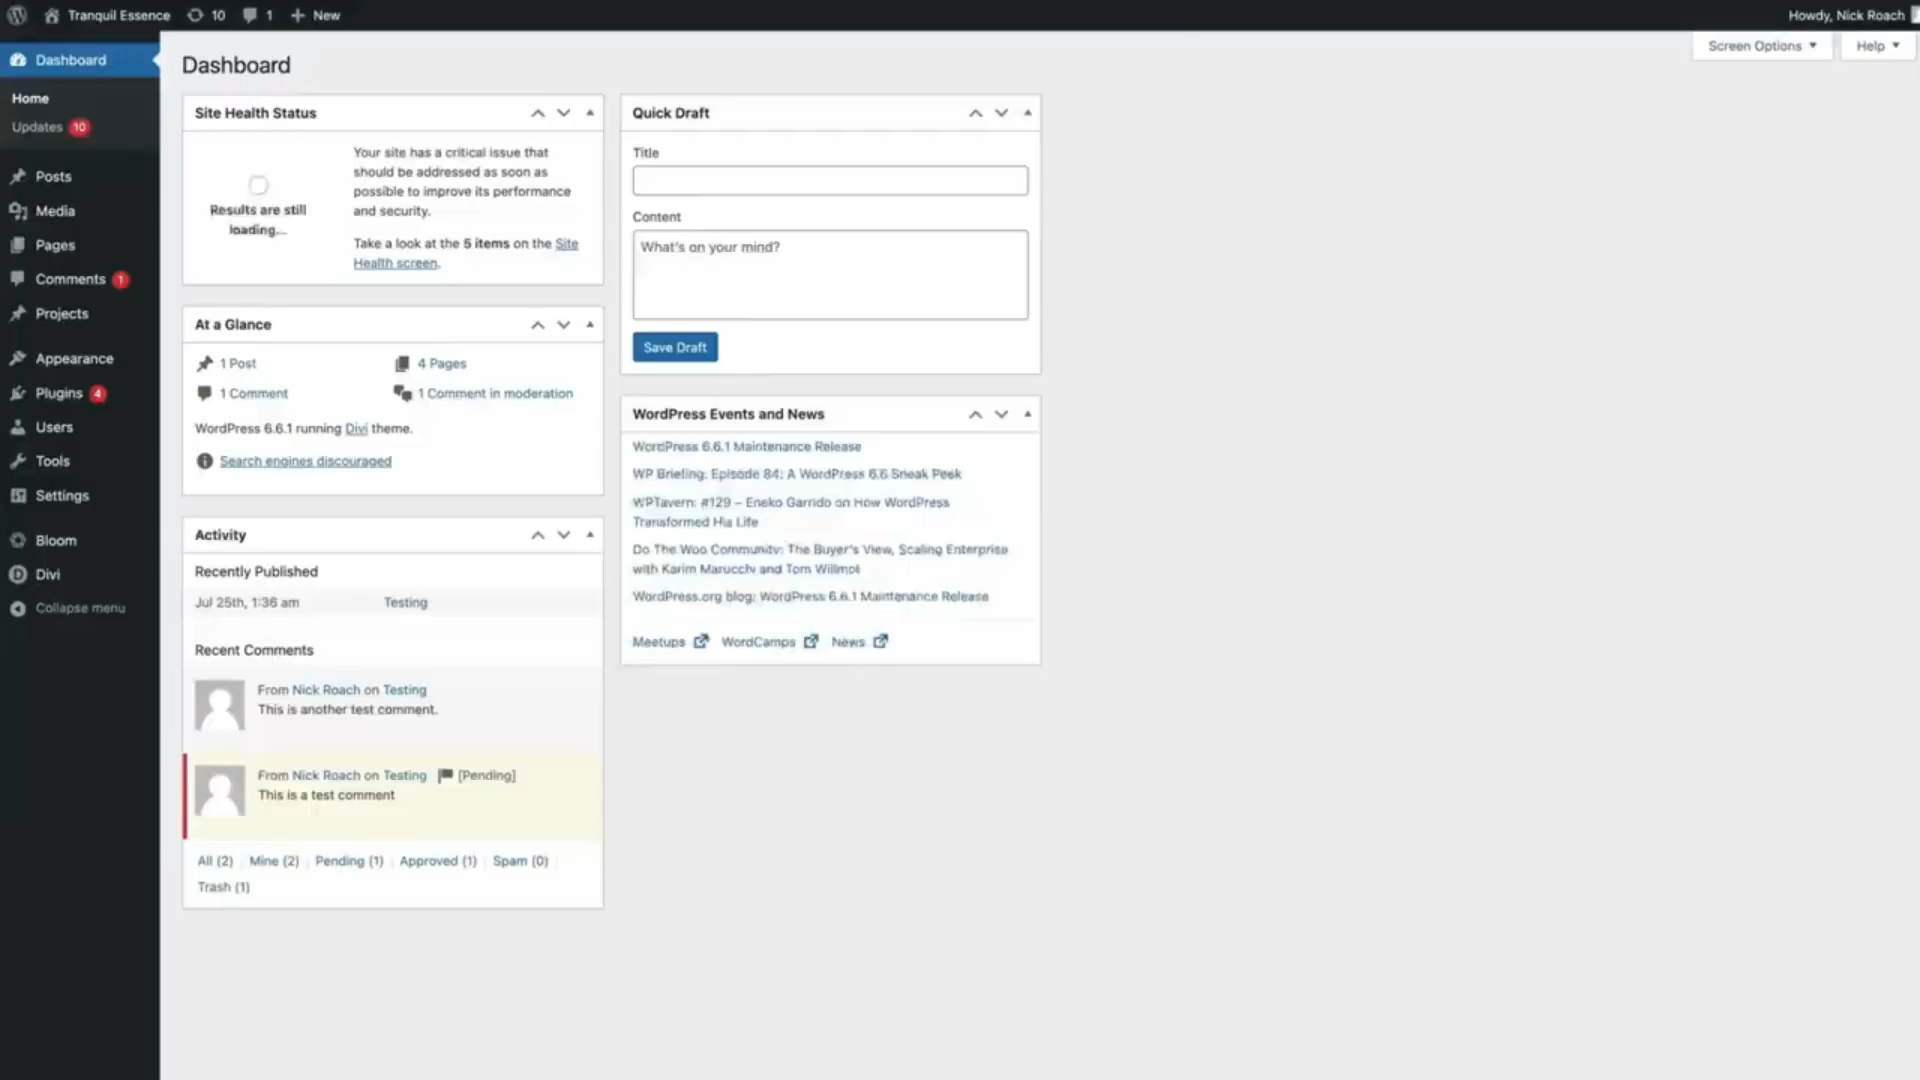 Tranquil Essence 10 1 New Howdy, Nick Roach
Screen Options Help
Dashboard
Home
Updates 10
Posts
Media
Pages
Comments 1
Projects
Appearance
Plugins 4
Users
Tools
Settings
Bloom
Divi
Collapse menu
Dashboard
Site Health Status
Results are still
loading...
Your site has a critical issue that
should be addressed as soon as
possible to improve its performance
and security.
Take a look at the 5 items on the Site
Health screen.
At a Glance
1 Post 4 Pages
1 Comment 1 Comment in moderation
WordPress 6.6.1 running Divi theme.
Search engines discouraged
Activity
Recently Published
Jul 25th, 1:36 am Testing
Recent Comments
From Nick Roach on Testing
This is another test comment.
From Nick Roach on Testing [Pending]
This is a test comment
All (2) Mine (2) Pending (1) Approved (1) Spam (0)
Trash (1)
Quick Draft
Title
Content
What's on your mind?
Save Draft
WordPress Events and News
WordPress 6.6.1 Maintenance Release
WP Briefing: Episode 84: A WordPress 6.6 Sneak Peek
WPTavern: #129 – Eneko Garrido on How WordPress
Transformed His Life
Do The Woo Community: The Buyer's View, Scaling Enterprise
with Karim Marucchi and Tom Willmot
WordPress.org blog: WordPress 6.6.1 Maintenance Release
Meetups WordCamps News